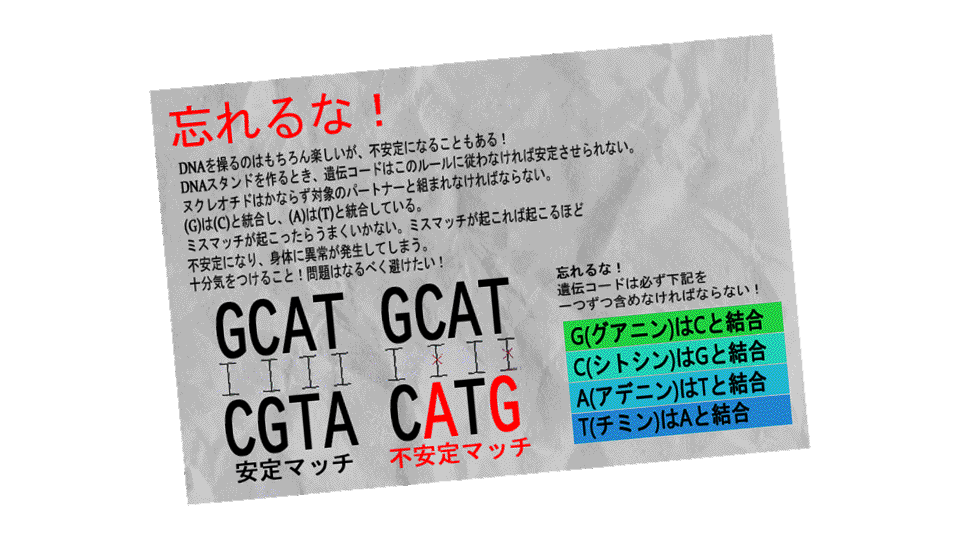 忘れるな！
DNAを操るのはもちろん楽しいが、不安定になることもある！
DNAスタンドを作るとき、遺伝コードはこのルールに従わなければ安定させられない。
ヌクレオチドはかならず対象のパートナーと組まれなければならない。
(G)は(C)と統合し、(A)は(T)と統合している。
ミスマッチが起こったらうまくいかない。ミスマッチが起これば起こるほど
不安定になり、身体に異常が発生してしまう。
十分気をつけること！問題はなるべく避けたい！
GCAT
CGTA
安定マッチ
GCAT
CATG
不安定マッチ
忘れるな！
遺伝コードは必ず下記を
一つずつ含めなければならない！
G(グアニン)はCと結合
C(シトシン)はGと結合
A(アデニン)はTと結合
T(チミン)はAと結合